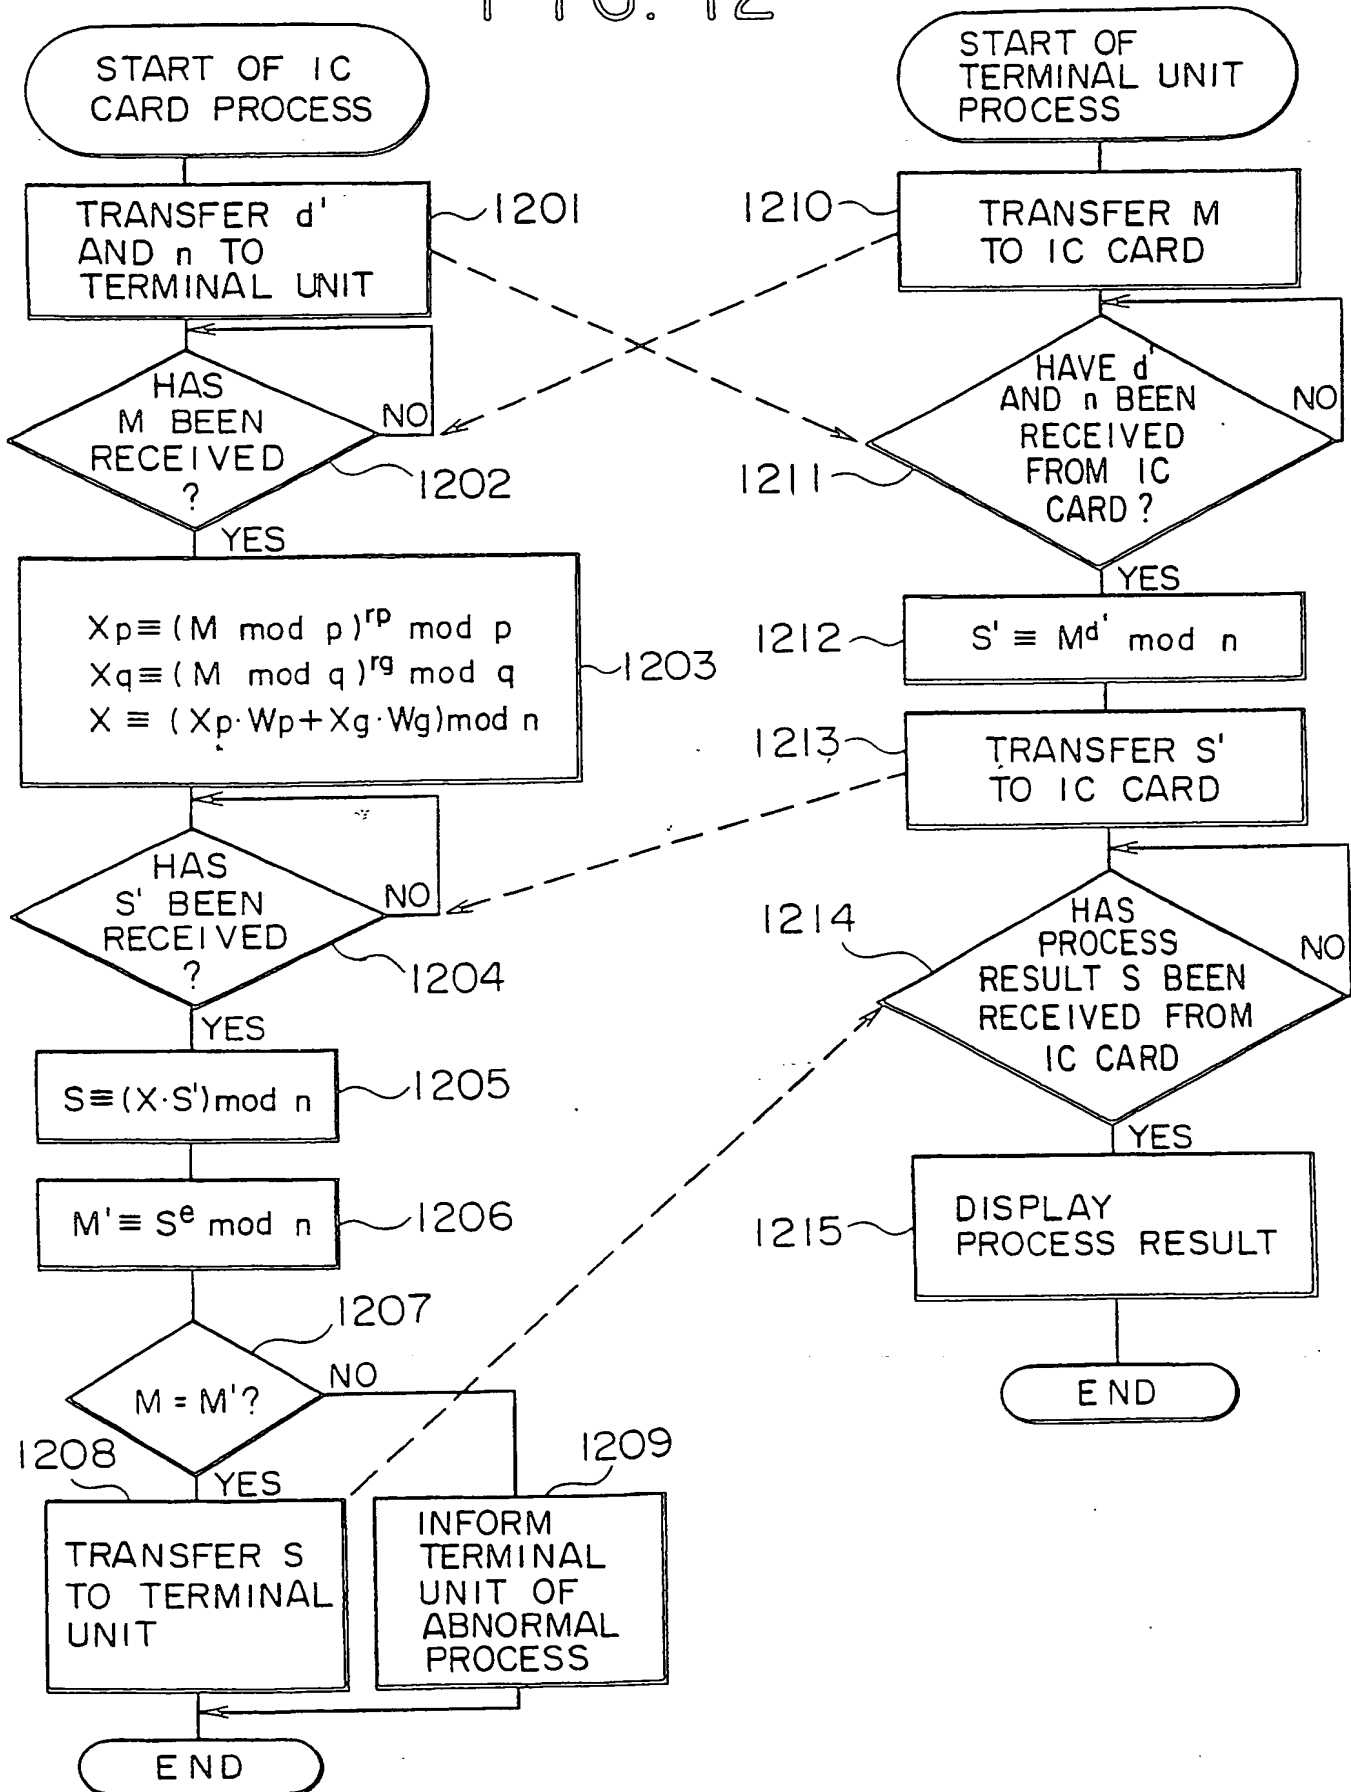 FIG. 12
START OF IC
CARD PROCESS
TRANSFER d'
AND n TO
TERMINAL UNIT
1201
HAS
M BEEN
RECEIVED
?
NO
1202
YES
Xp≡(M mod p)^rp mod p
Xq≡(M mod q)^rg mod q
X ≡ (Xp·Wp+Xg·Wg)mod n
1203
HAS
S' BEEN
RECEIVED
?
NO
1204
YES
S≡(X·S')mod n
1205
M'≡ S^e mod n
1206
1207
M = M'?
NO
1208
YES
TRANSFER S
TO TERMINAL
UNIT
1209
INFORM
TERMINAL
UNIT OF
ABNORMAL
PROCESS
END
START OF
TERMINAL UNIT
PROCESS
1210
TRANSFER M
TO IC CARD
HAVE d'
AND n BEEN
RECEIVED
FROM IC
CARD?
NO
1211
YES
1212
S' ≡ M^d' mod n
1213
TRANSFER S'
TO IC CARD
1214
HAS
PROCESS
RESULT S BEEN
RECEIVED FROM
IC CARD
NO
YES
1215
DISPLAY
PROCESS RESULT
END